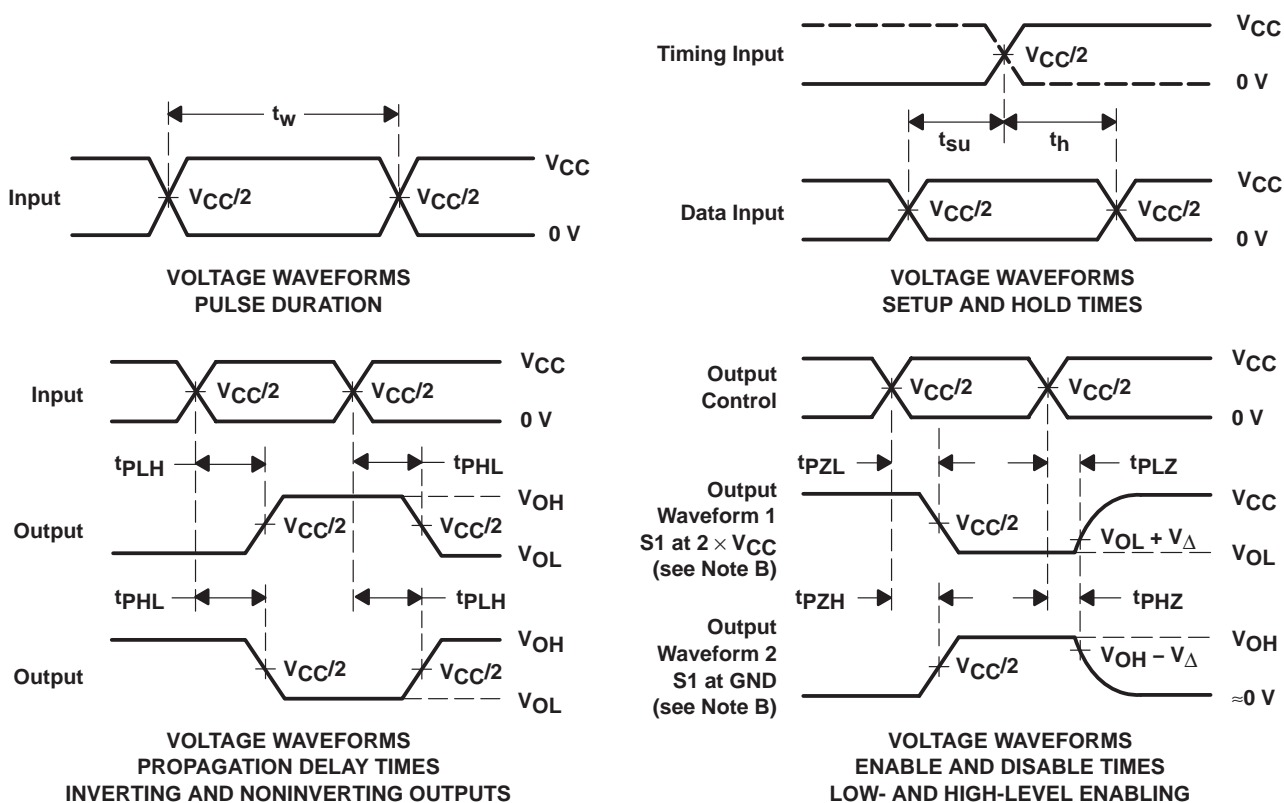 tw
Input
VCC/2
VCC/2
VCC
0 V
VOLTAGE WAVEFORMS
PULSE DURATION
Timing Input
VCC/2
VCC
0 V
tsu
th
Data Input
VCC/2
VCC/2
VCC
0 V
VOLTAGE WAVEFORMS
SETUP AND HOLD TIMES
Input
VCC/2
VCC/2
VCC
0 V
tPLH
tPHL
Output
VCC/2
VCC/2
VOH
VOL
tPHL
tPLH
Output
VCC/2
VCC/2
VOH
VOL
VOLTAGE WAVEFORMS
PROPAGATION DELAY TIMES
INVERTING AND NONINVERTING OUTPUTS
Output
Control
VCC/2
VCC/2
VCC
0 V
tPZL
tPLZ
Output
Waveform 1
S1 at 2 × VCC
(see Note B)
VCC/2
VOL + VΔ
VCC
VOL
tPZH
tPHZ
Output
Waveform 2
S1 at GND
(see Note B)
VCC/2
VOH − VΔ
VOH
≈0 V
VOLTAGE WAVEFORMS
ENABLE AND DISABLE TIMES
LOW- AND HIGH-LEVEL ENABLING